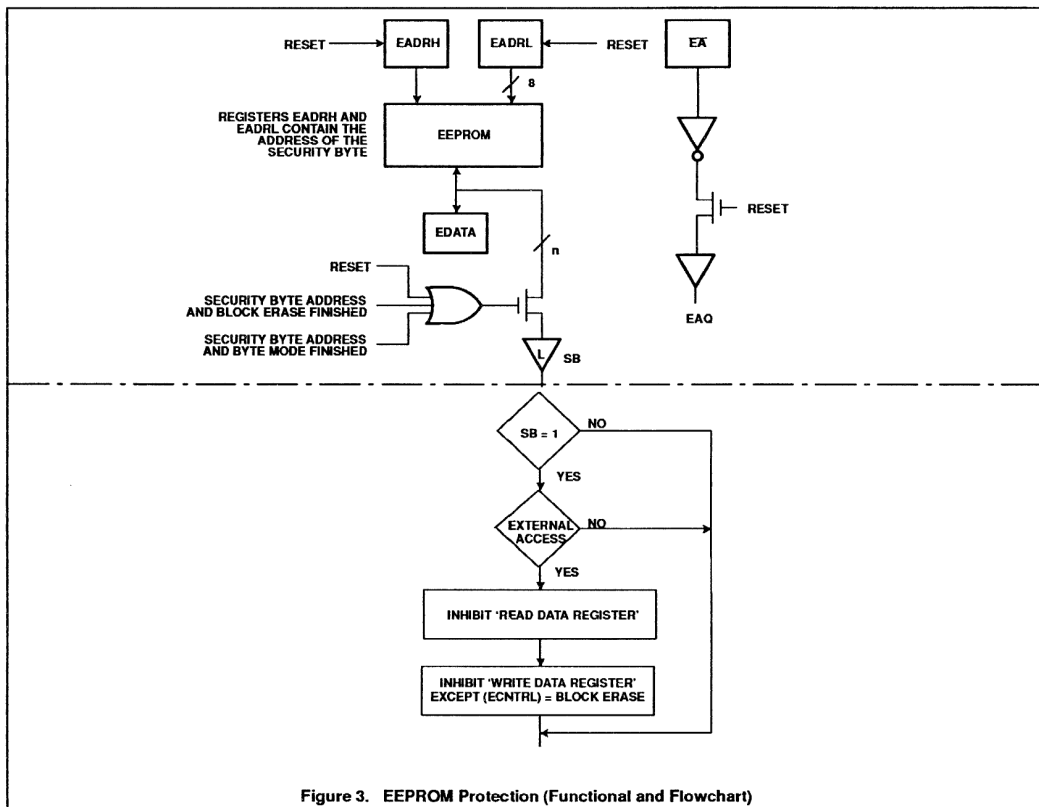 RESET
EADRH
EADRL
RESET
EA
8
REGISTERS EADRH AND
EADRL CONTAIN THE
ADDRESS OF THE
SECURITY BYTE
EEPROM
RESET
EDATA
n
RESET
SECURITY BYTE ADDRESS
AND BLOCK ERASE FINISHED
SECURITY BYTE ADDRESS
AND BYTE MODE FINISHED
EAQ
L
SB
SB = 1
NO
YES
EXTERNAL
ACCESS
NO
YES
INHIBIT 'READ DATA REGISTER'
INHIBIT 'WRITE DATA REGISTER'
EXCEPT (ECNTRL) = BLOCK ERASE
Figure 3. EEPROM Protection (Functional and Flowchart)